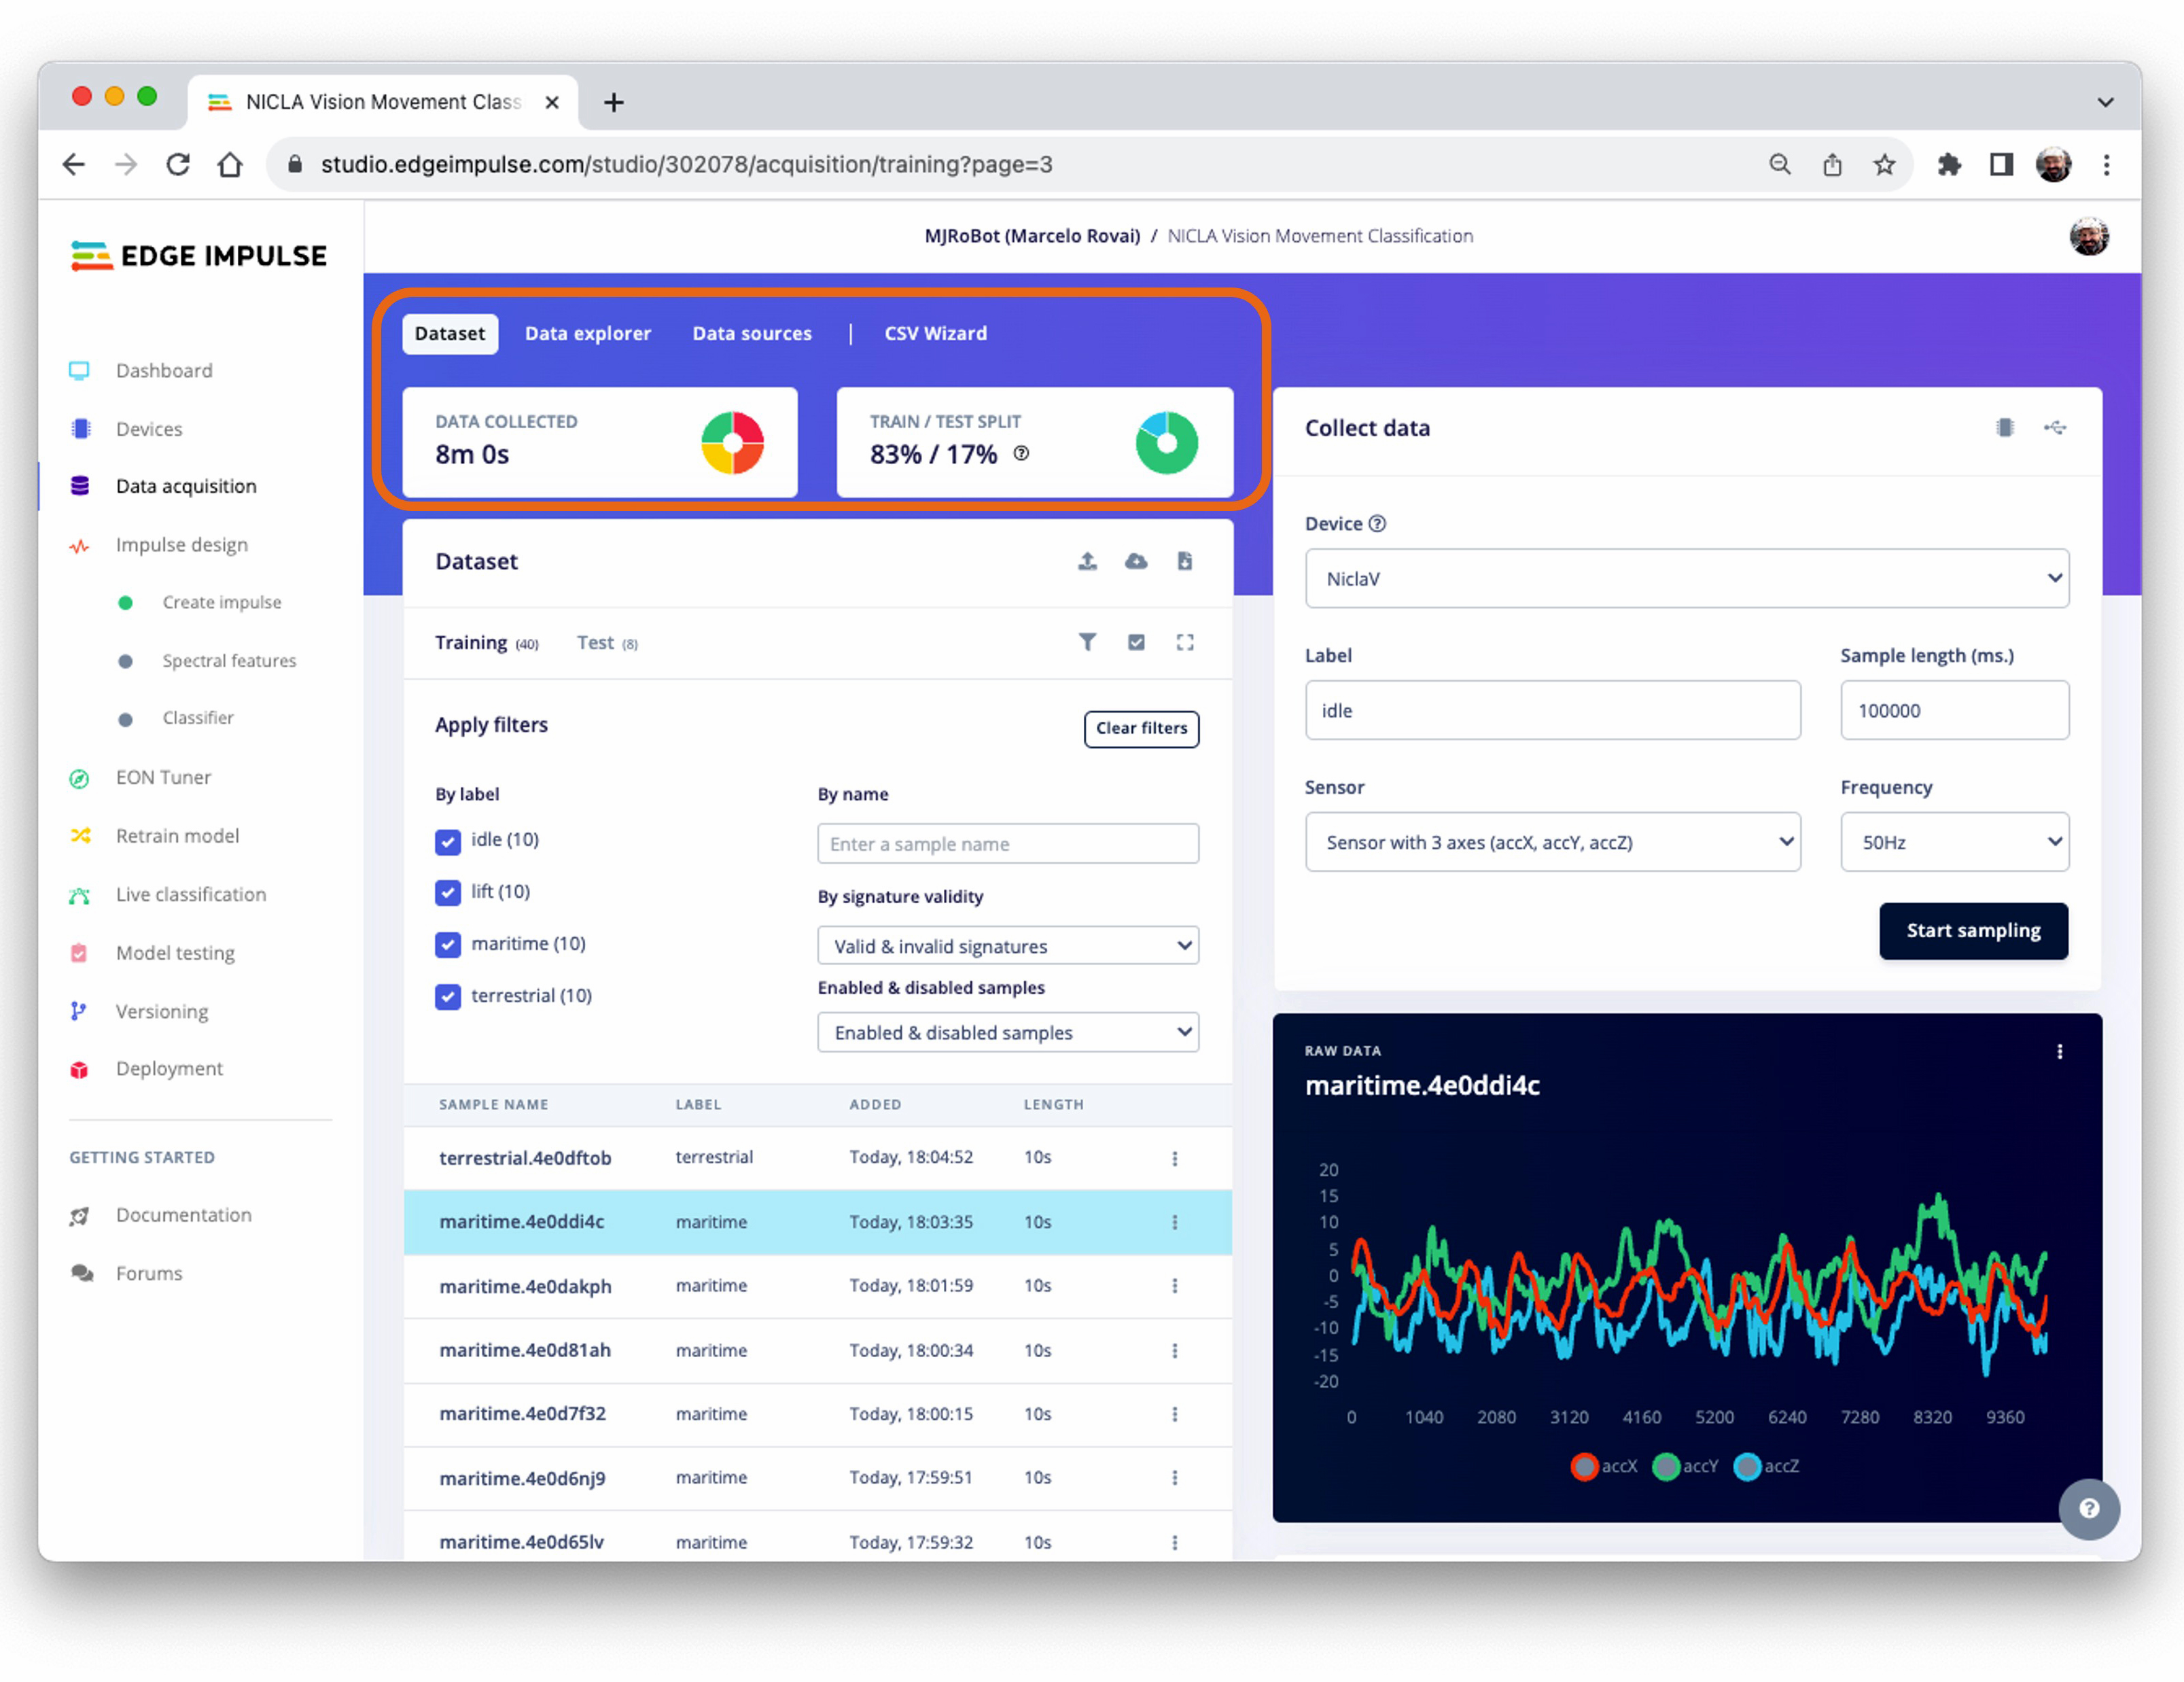 NICLA Vision Movement Class
studio.edgeimpulse.com/studio/302078/acquisition/training?page=3
EDGE IMPULSE
MJRoBot (Marcelo Rovai) / NICLA Vision Movement Classification
Dashboard
Devices
Data acquisition
Impulse design
Create impulse
Spectral features
Classifier
EON Tuner
Retrain model
Live classification
Model testing
Versioning
Deployment
GETTING STARTED
Documentation
Forums
Dataset Data explorer Data sources | CSV Wizard
DATA COLLECTED
8m 0s
TRAIN / TEST SPLIT
83% / 17% ?
Dataset
Training (40) Test (8)
Apply filters
Clear filters
By label
idle (10)
lift (10)
maritime (10)
terrestrial (10)
By name
Enter a sample name
By signature validity
Valid & invalid signatures
Enabled & disabled samples
Enabled & disabled samples
SAMPLE NAME LABEL ADDED LENGTH
terrestrial.4e0dftob terrestrial Today, 18:04:52 10s
maritime.4e0ddi4c maritime Today, 18:03:35 10s
maritime.4e0dakph maritime Today, 18:01:59 10s
maritime.4e0d81ah maritime Today, 18:00:34 10s
maritime.4e0d7f32 maritime Today, 18:00:15 10s
maritime.4e0d6nj9 maritime Today, 17:59:51 10s
maritime.4e0d65lv maritime Today, 17:59:32 10s
Collect data
Device ?
NiclaV
Label
idle
Sample length (ms.)
100000
Sensor
Sensor with 3 axes (accX, accY, accZ)
Frequency
50Hz
Start sampling
RAW DATA
maritime.4e0ddi4c
20
15
10
5
0
-5
-10
-15
-20
0 1040 2080 3120 4160 5200 6240 7280 8320 9360
accX accY accZ
?